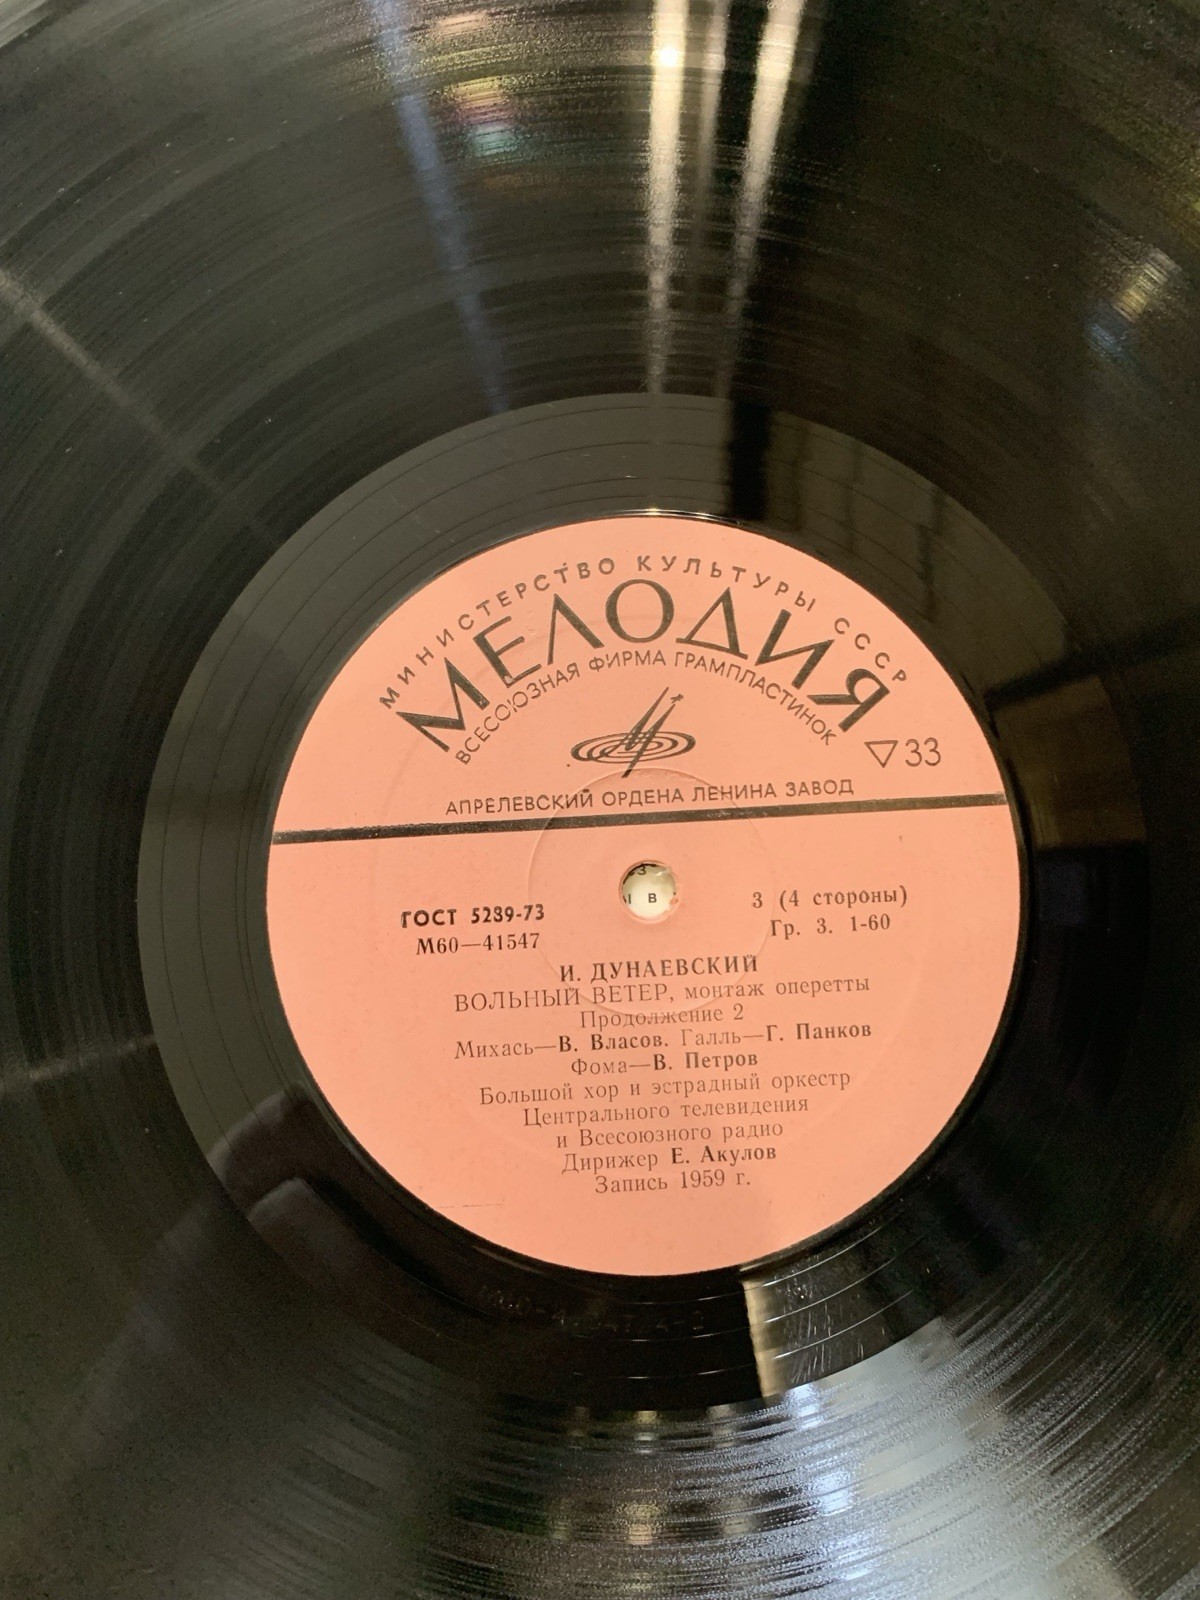 МИНИСТЕРСТВО КУЛЬТУРЫ СССР
МЕЛОДИЯ
ВСЕСОЮЗНАЯ ФИРМА ГРАМПЛАСТИНОК
▽33
АПРЕЛЕВСКИЙ ОРДЕНА ЛЕНИНА ЗАВОД
ГОСТ 5289-73
М60—41547
3 (4 стороны)
Гр. 3. 1-60
И. ДУНАЕВСКИЙ
ВОЛЬНЫЙ ВЕТЕР, монтаж оперетты
Продолжение 2
Михась—В. Власов. Галль—Г. Панков
Фома—В. Петров
Большой хор и эстрадный оркестр
Центрального телевидения
и Всесоюзного радио
Дирижер Е. Акулов
Запись 1959 г.